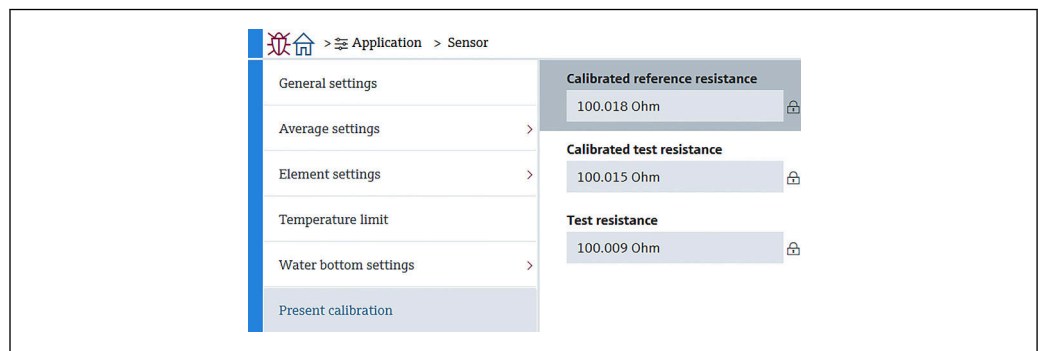 > Application > Sensor
General settings
Average settings >
Element settings >
Temperature limit
Water bottom settings >
Present calibration
Calibrated reference resistance
100.018 Ohm
Calibrated test resistance
100.015 Ohm
Test resistance
100.009 Ohm